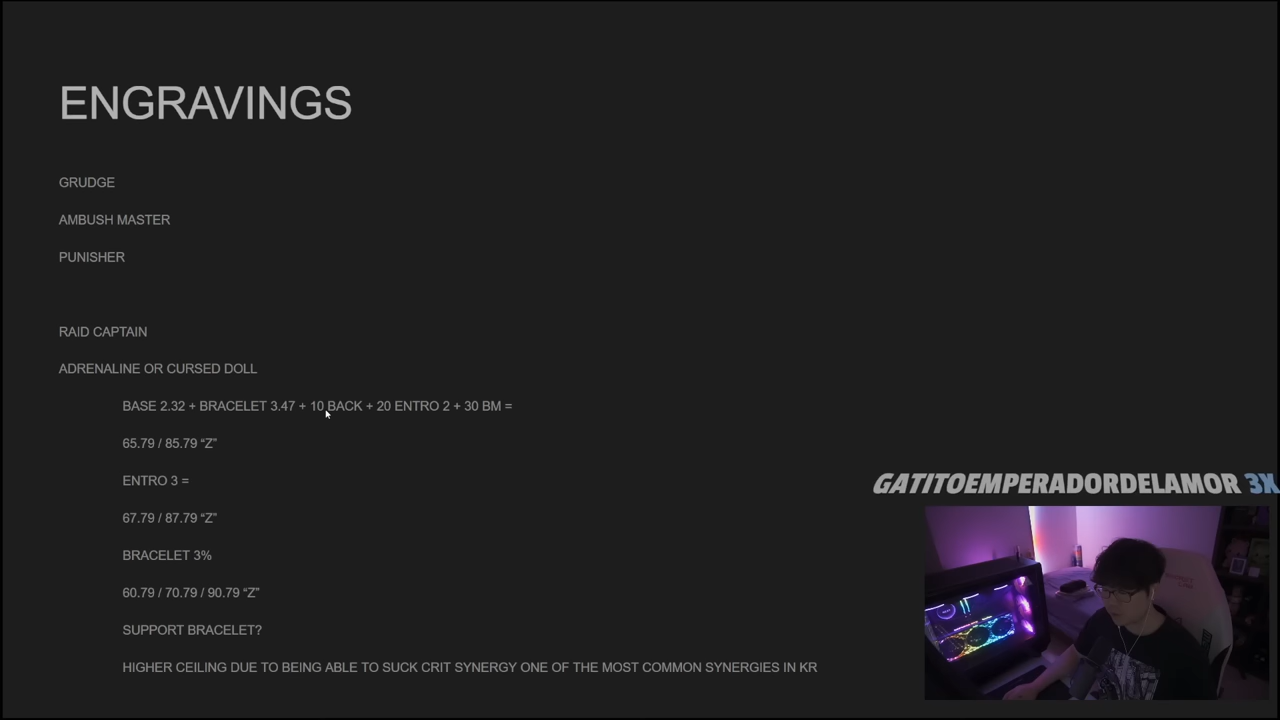 ENGRAVINGS
GRUDGE
AMBUSH MASTER
PUNISHER
RAID CAPTAIN
ADRENALINE OR CURSED DOLL
BASE 2.32 + BRACELET 3.47 + 10 BACK + 20 ENTRO 2 + 30 BM =
65.79 / 85.79 “Z”
ENTRO 3 =
67.79 / 87.79 “Z”
BRACELET 3%
60.79 / 70.79 / 90.79 “Z”
SUPPORT BRACELET?
HIGHER CEILING DUE TO BEING ABLE TO SUCK CRIT SYNERGY ONE OF THE MOST COMMON SYNERGIES IN KR
GATITOEMPERADORDELAMOR 3X